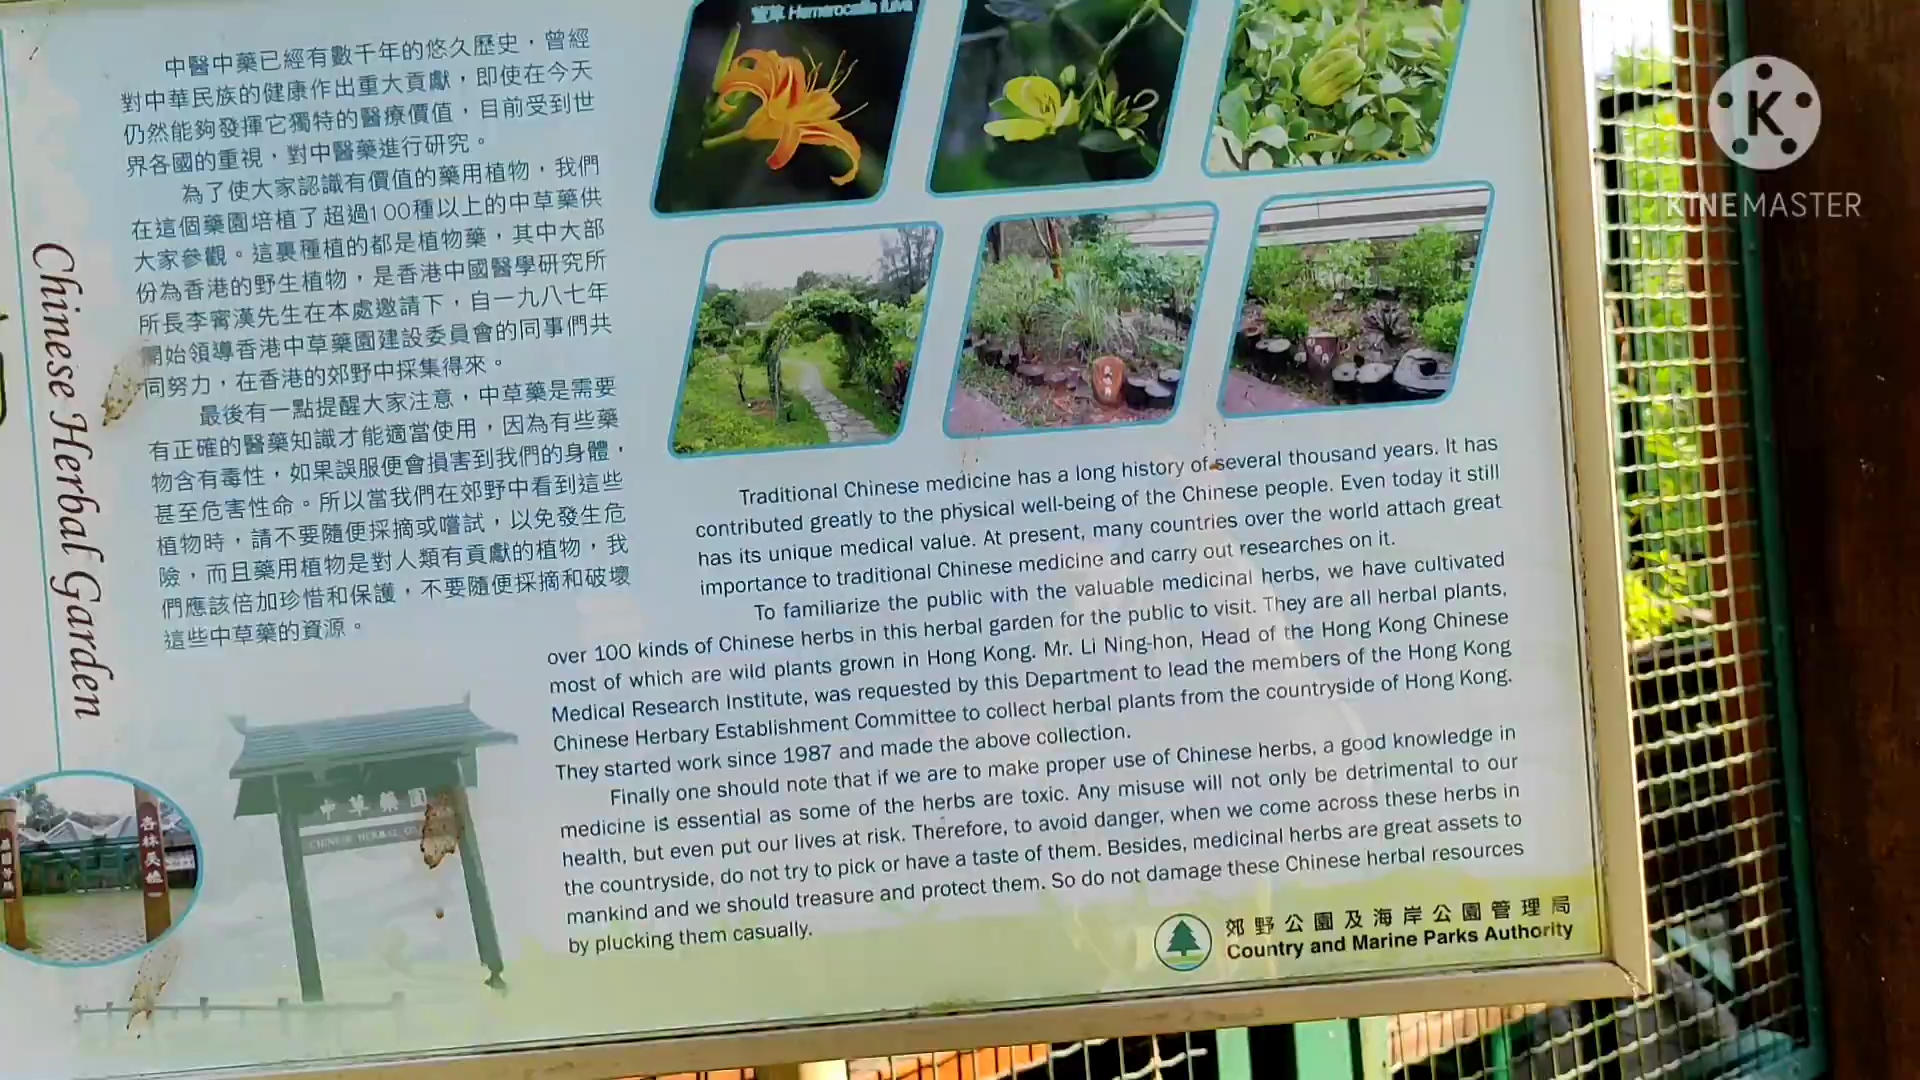 Chinese Herbal Garden
中醫中藥已經有數千年的悠久歷史，曾經
對中華民族的健康作出重大貢獻，即使在今天
仍然能夠發揮它獨特的醫療價值，目前受到世
界各國的重視，對中醫藥進行研究。
為了使大家認識有價值的藥用植物，我們
在這個藥園培植了超過100種以上的中草藥供
大家參觀。這裏種植的都是植物藥，其中大部
份為香港的野生植物，是香港中國醫學研究所
所長李甯漢先生在本處邀請下，自一九八七年
開始領導香港中草藥園建設委員會的同事們共
同努力，在香港的郊野中採集得來。
最後有一點提醒大家注意，中草藥是需要
有正確的醫藥知識才能適當使用，因為有些藥
物含有毒性，如果誤服便會損害到我們的身體，
甚至危害性命。所以當我們在郊野中看到這些
植物時，請不要隨便採摘或嚐試，以免發生危
險，而且藥用植物是對人類有貢獻的植物，我
們應該倍加珍惜和保護，不要隨便採摘和破壞
這些中草藥的資源。
萱草 Hemerocallis fulva
Traditional Chinese medicine has a long history of several thousand years. It has
contributed greatly to the physical well-being of the Chinese people. Even today it still
has its unique medical value. At present, many countries over the world attach great
importance to traditional Chinese medicine and carry out researches on it.
To familiarize the public with the valuable medicinal herbs, we have cultivated
over 100 kinds of Chinese herbs in this herbal garden for the public to visit. They are all herbal plants,
most of which are wild plants grown in Hong Kong. Mr. Li Ning-hon, Head of the Hong Kong Chinese
Medical Research Institute, was requested by this Department to lead the members of the Hong Kong
Chinese Herbary Establishment Committee to collect herbal plants from the countryside of Hong Kong.
They started work since 1987 and made the above collection.
Finally one should note that if we are to make proper use of Chinese herbs, a good knowledge in
medicine is essential as some of the herbs are toxic. Any misuse will not only be detrimental to our
health, but even put our lives at risk. Therefore, to avoid danger, when we come across these herbs in
the countryside, do not try to pick or have a taste of them. Besides, medicinal herbs are great assets to
mankind and we should treasure and protect them. So do not damage these Chinese herbal resources
by plucking them casually.
中草藥園
CHINESE HERBAL
杏林吳繞
郊野公園及海岸公園管理局
Country and Marine Parks Authority
K
KINEMASTER